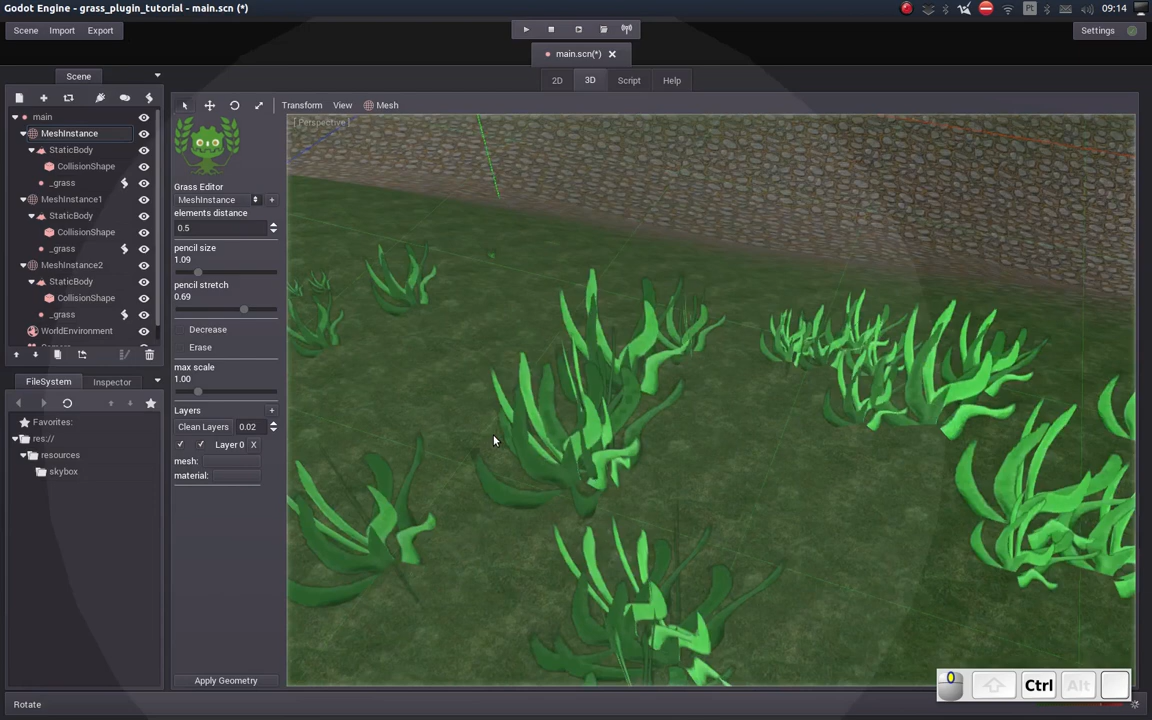 Godot Engine - grass_plugin_tutorial - main.scn (*)
Pt
09:14
Scene Import Export
Settings
main.scn(*)
Scene
2D 3D Script Help
Transform View Mesh
main
MeshInstance
StaticBody
CollisionShape
_grass
MeshInstance1
StaticBody
CollisionShape
_grass
MeshInstance2
StaticBody
CollisionShape
_grass
WorldEnvironment
FileSystem Inspector
Favorites:
res://
resources
skybox
Grass Editor
MeshInstance
+
elements distance
0.5
pencil size
1.09
pencil stretch
0.69
Decrease
Erase
max scale
1.00
Layers
+
Clean Layers 0.02
Layer 0 X
mesh:
material:
Apply Geometry
[ Perspective ]
Ctrl Alt
Rotate